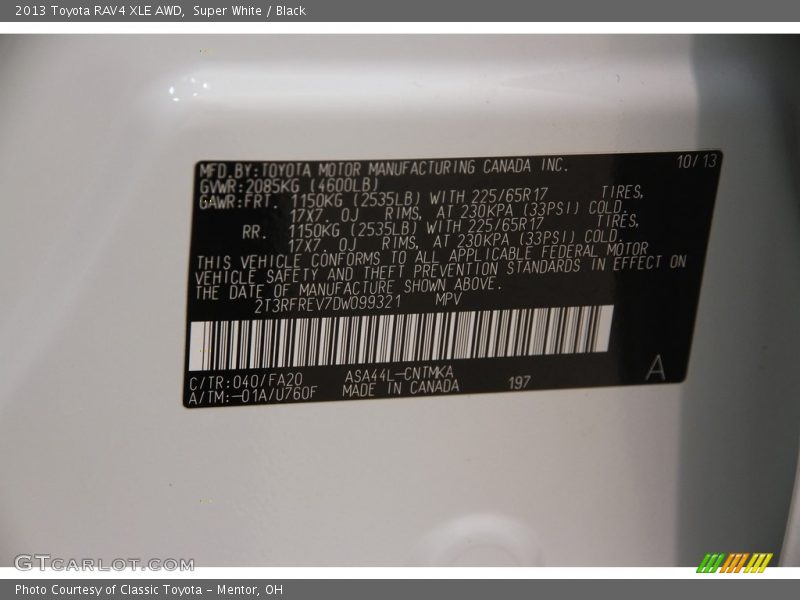 2013 Toyota RAV4 XLE AWD, Super White / Black
MFD.BY:TOYOTA MOTOR MANUFACTURING CANADA INC. 10/13
GVWR:2085KG (4600LB)
GAWR:FRT. 1150KG (2535LB) WITH 225/65R17 TIRES,
17X7. 0J RIMS, AT 230KPA (33PSI) COLD,
RR. 1150KG (2535LB) WITH 225/65R17 TIRES,
17X7. 0J RIMS, AT 230KPA (33PSI) COLD
THIS VEHICLE CONFORMS TO ALL APPLICABLE FEDERAL MOTOR
VEHICLE SAFETY AND THEFT PREVENTION STANDARDS IN EFFECT ON
THE DATE OF MANUFACTURE SHOWN ABOVE.
2T3RFREV7DW099321 MPV
C/TR:040/FA20 ASA44L-CNTMKA
A/TM:-01A/U760F MADE IN CANADA 197 A
GTCARLOT.COM
Photo Courtesy of Classic Toyota - Mentor, OH